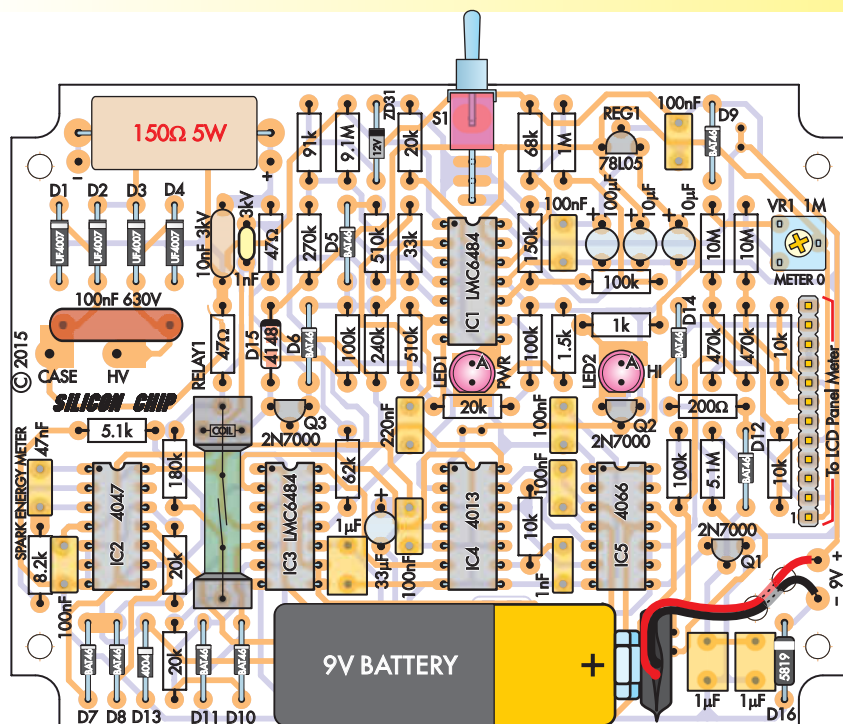 150Ω 5W
–
+
D1
D2
D3
D4
UF4007
UF4007
UF4007
UF4007
10nF 3kV
3kV
1nF
47Ω
91k
9.1M
ZD31
12V
20k
S1
68k
1M
REG1
78L05
100nF
D9
BAT46
270k
D5
BAT46
510k
33k
IC1 LMC6484
150k
100nF
+
100µF
+
10µF
+
10µF
10M
10M
VR1 1M
METER 0
100k
100nF 630V
CASE
HV
© 2015
SILICON CHIP
RELAY1
47Ω
D15
4148
D6
BAT46
100k
240k
510k
LED1
A
PWR
100k
1.5k
1k
LED2
A
HI
D14
BAT46
470k
470k
10k
To LCD Panel Meter
1
5.1k
COIL
Q3
2N7000
220nF
20k
100nF
Q2
2N7000
200Ω
SPARK ENERGY METER
47nF
8.2k
100nF
IC2
4047
180k
20k
IC3
LMC6484
62k
1µF
33µF
+
100nF
IC4
4013
100nF
10k
1nF
IC5
4066
100k
5.1M
D12
BAT46
10k
2N7000
Q1
+
9V
–
D7
BAT46
D8
BAT46
D13
4004
20k
D11
BAT46
D10
BAT46
9V BATTERY
+
1µF
1µF
5819
D16